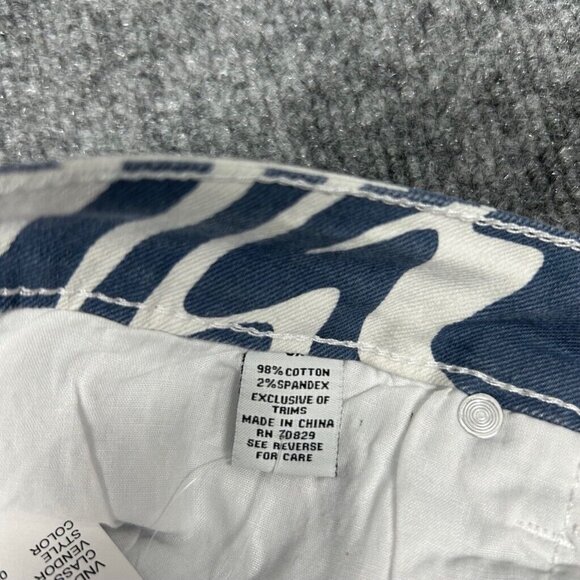 98% COTTON
2% SPANDEX
EXCLUSIVE OF
TRIMS
MADE IN CHINA
RN 70829
SEE REVERSE
FOR CARE
VENDOR
STYLE
COLOR